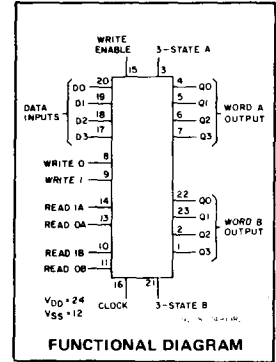 WRITE ENABLE
3-STATE A
15
3
DATA INPUTS
D0 20
D1 19
D2 18
D3 17
4 Q0
5 Q1
6 Q2
7 Q3
WORD A OUTPUT
WRITE 0 8
WRITE 1 9
READ 1A 14
READ 0A 13
READ 1B 10
READ 0B 11
22 Q0
23 Q1
2 Q2
1 Q3
WORD B OUTPUT
16
21
VDD = 24
VSS = 12
CLOCK
3-STATE B
FUNCTIONAL DIAGRAM